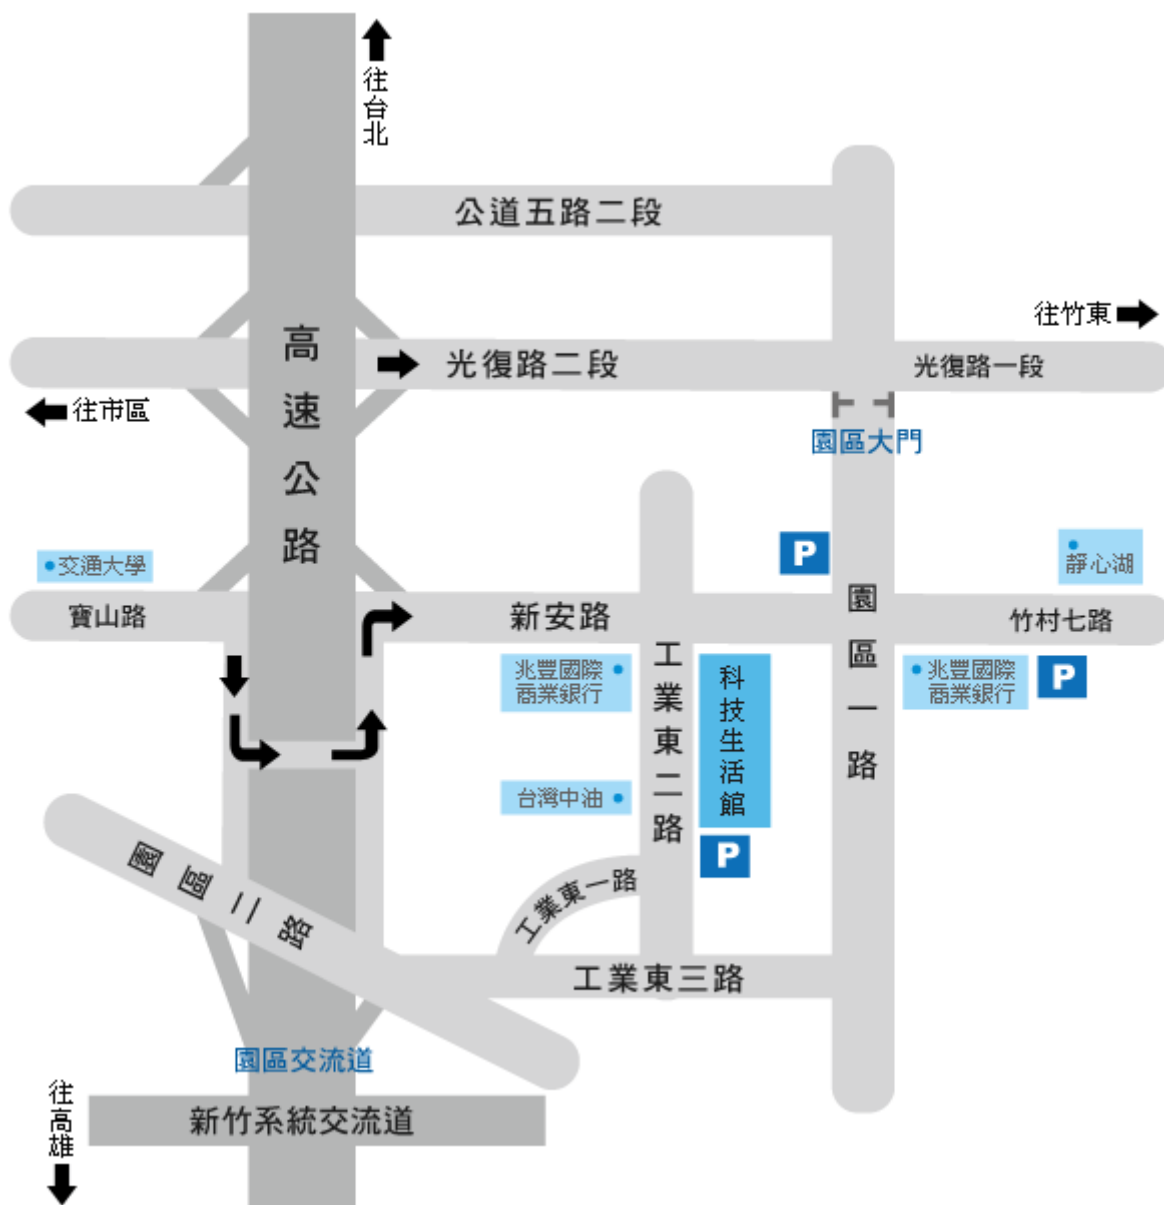 往台北
公道五路二段
往竹東
高速公路
光復路二段
光復路一段
往市區
園區大門
P
交通大學
靜心湖
寶山路
新安路
園區一路
竹村七路
兆豐國際
商業銀行
工業東二路
科技生活館
兆豐國際
商業銀行
P
台灣中油
P
園區二路
工業東一路
工業東三路
園區交流道
往高雄
新竹系統交流道